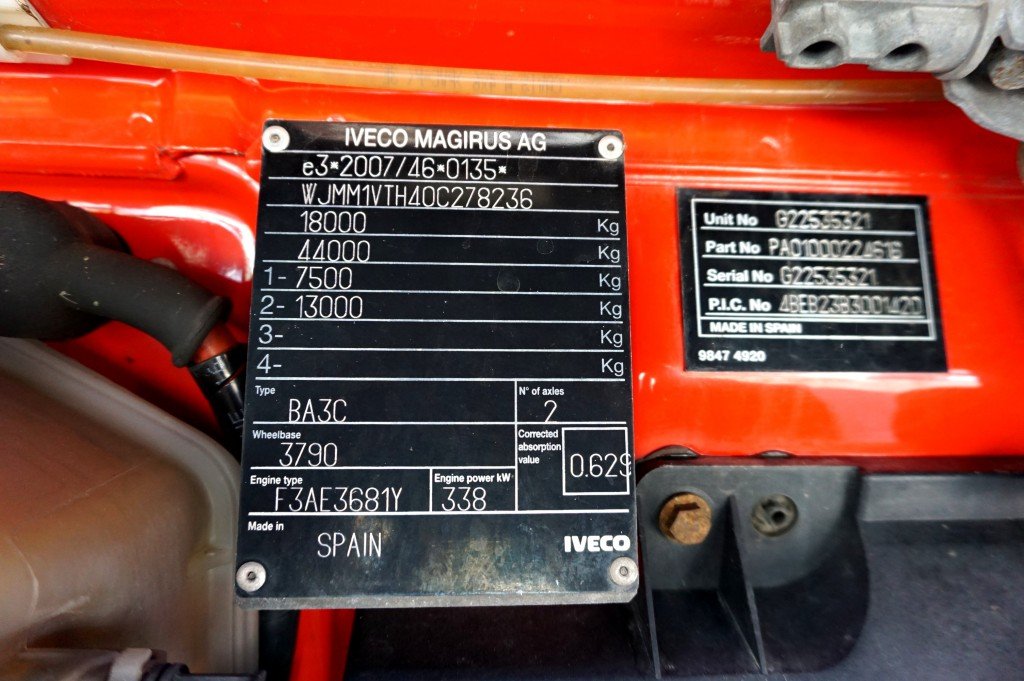 IVECO MAGIRUS AG
e3*2007/46*0135*
WJMM1VTH40C278236
18000 Kg
44000 Kg
1- 7500 Kg
2- 13000 Kg
3- Kg
4- Kg
Type
BA3C
N° of axles
2
Wheelbase
3790
Corrected
absorption
value
0.629
Engine type
F3AE3681Y
Engine power kW
338
Made in
SPAIN
IVECO
Unit No G22535321
Part No PA01000224616
Serial No G22535321
P.I.C. No 4BEB23B3001420
MADE IN SPAIN
9847 4920